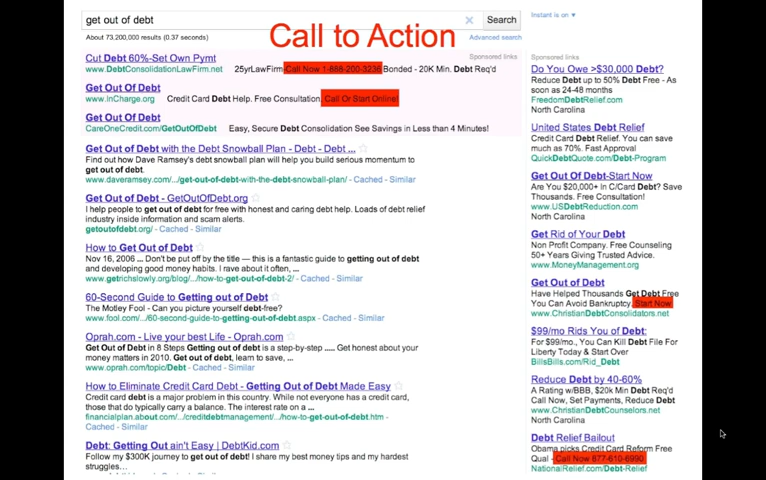 get out of debt
Search
Instant is on ▼
About 73,200,000 results (0.37 seconds)
Advanced search
Call to Action
Sponsored links
Cut Debt 60%-Set Own Pymt
www.DebtConsolidationLawFirm.net 25yrLawFirm Call Now 1-888-200-3236 Bonded - 20K Min. Debt Req'd
Get Out Of Debt
www.InCharge.org Credit Card Debt Help. Free Consultation. Call Or Start Online!
Get Out Of Debt
CareOneCredit.com/GetOutOfDebt Easy, Secure Debt Consolidation See Savings in Less than 4 Minutes!
Get Out Of Debt with the Debt Snowball Plan - Debt - Debt ...
Find out how Dave Ramsey's debt snowball plan will help you build serious momentum to
get out of debt.
www.daveramsey.com/.../get-out-of-debt-with-the-debt-snowball-plan/ - Cached - Similar
Get Out of Debt - GetOutOfDebt.org
I help people to get out of debt for free with honest and caring debt help. Loads of debt relief
industry inside information and scam alerts.
getoutofdebt.org/ - Cached - Similar
How to Get Out of Debt
Nov 16, 2006 ... Don't be put off by the title — this is a fantastic guide to getting out of debt
and developing good money habits. I rave about it often, ...
www.getrichslowly.org/blog/.../how-to-get-out-of-debt-2/ - Cached - Similar
60-Second Guide to Getting out of Debt
The Motley Fool - Can you picture yourself debt-free?
www.fool.com/.../60-second-guide-to-getting-out-of-debt.aspx - Cached - Similar
Oprah.com - Live your Best Life - Oprah.com
Get Out Of Debt in 8 Steps Getting out of debt is a step-by-step ..... Get honest about your
money matters in 2010. Get out of debt, learn to save, ...
www.oprah.com/topic/Debt - Cached - Similar
How to Eliminate Credit Card Debt - Getting Out of Debt Made Easy
Credit card debt is a major problem in this country. While not everyone has a credit card,
those that do typically carry a balance. The interest rate on a ...
financialplan.about.com/.../creditdebtmanagement/.../how-to-get-out-of-debt.htm -
Cached - Similar
Debt: Getting Out ain't Easy | DebtKid.com
Follow my $300K journey to get out of debt! I share my best money tips and my hardest
struggles...
Sponsored links
Do You Owe >$30,000 Debt?
Reduce Debt up to 50% Debt Free - As
soon as 24-48 months
FreedomDebtRelief.com
North Carolina
United States Debt Relief
Credit Card Debt Relief. You can save
much as 70%. Fast Approval
QuickDebtQuote.com/Debt-Program
Get Out Of Debt-Start Now
Are You $20,000+ In C/Card Debt? Save
Thousands. Free Consultation!
www.USDebtReduction.com
North Carolina
Get Rid of Your Debt
Non Profit Company. Free Counseling
50+ Years Giving Trusted Advice.
www.MoneyManagement.org
Get Out of Debt
Have Helped Thousands Get Debt Free
You Can Avoid Bankruptcy. Start Now
www.ChristianDebtConsolidators.net
$99/mo Rids You of Debt:
For $99/mo., You Can Kill Debt File For
Liberty Today & Start Over
BillsBills.com/Rid_Debt
Reduce Debt by 40-60%
A Rating w/BBB, $20k Min Debt Req'd
Call Now, Set Payments, Reduce Debt
www.ChristianDebtCounselors.net
North Carolina
Debt Relief Bailout
Obama picks Credit Card Reform Free
Qual - Call Now 877-610-6990
NationalRelief.com/Debt-Relief